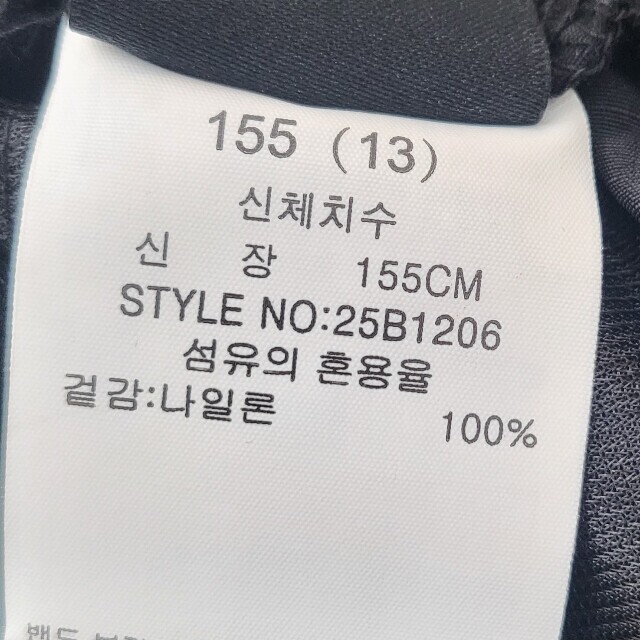 155 (13)
신체치수
신 장 155CM
STYLE NO:25B1206
섬유의 혼용율
겉감:나일론 100%